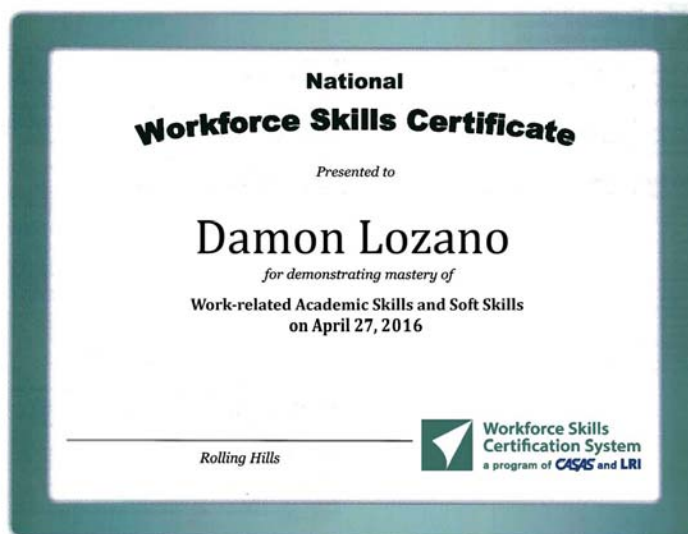 National
Workforce Skills Certificate
Presented to
Damon Lozano
for demonstrating mastery of
Work-related Academic Skills and Soft Skills
on April 27, 2016
Rolling Hills
Workforce Skills
Certification System
a program of CASAS and LRI